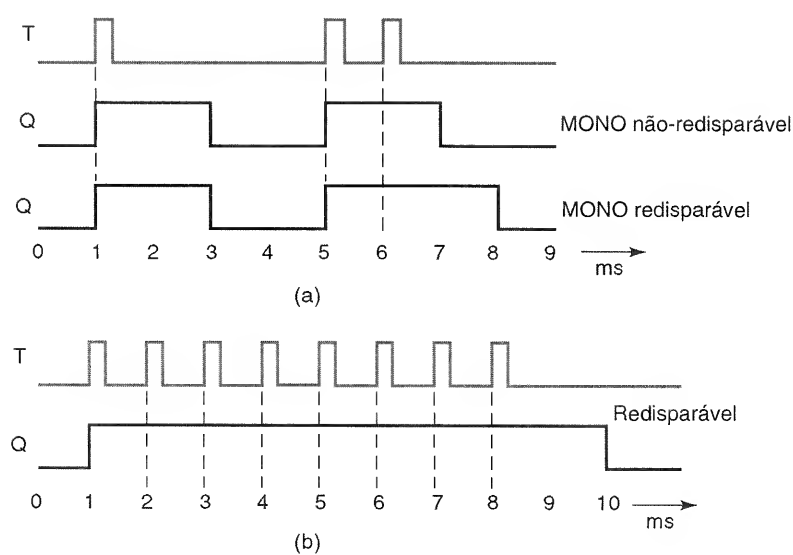 T
Q
MONO não-redisparável
Q
MONO redisparável
0 1 2 3 4 5 6 7 8 9
ms
(a)
T
Redisparável
Q
0 1 2 3 4 5 6 7 8 9 10
ms
(b)